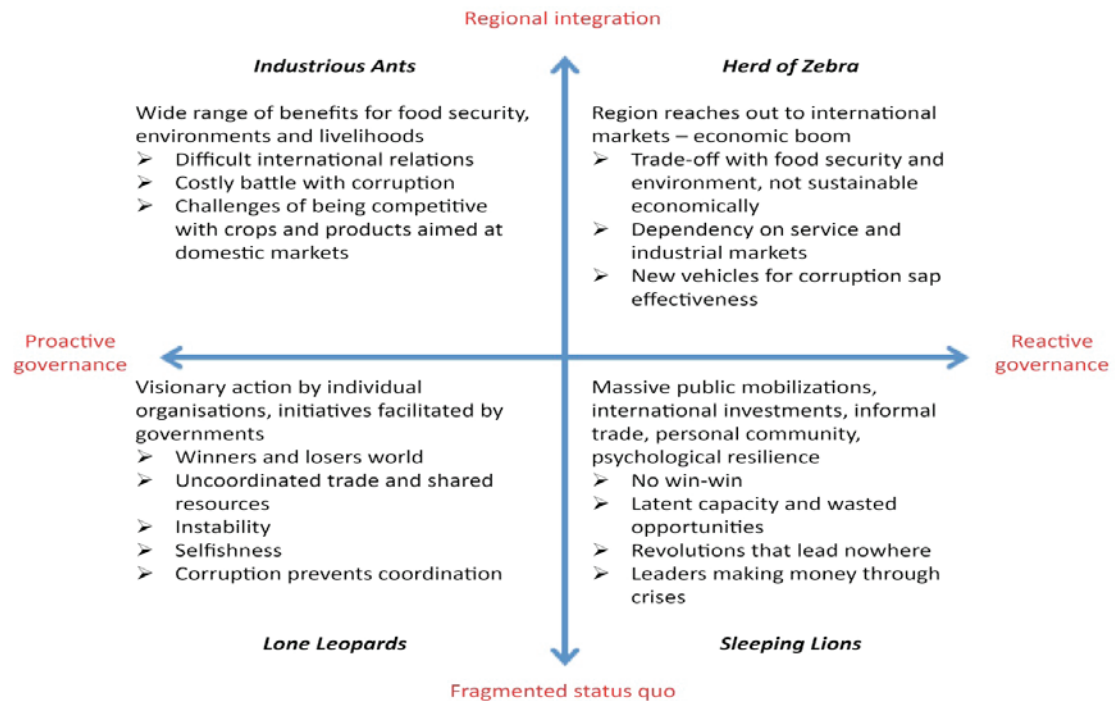 Regional integration
Industrious Ants
Wide range of benefits for food security,
environments and livelihoods
➢ Difficult international relations
➢ Costly battle with corruption
➢ Challenges of being competitive
with crops and products aimed at
domestic markets
Herd of Zebra
Region reaches out to international
markets – economic boom
➢ Trade-off with food security and
environment, not sustainable
economically
➢ Dependency on service and
industrial markets
➢ New vehicles for corruption sap
effectiveness
Proactive
governance
Reactive
governance
Visionary action by individual
organisations, initiatives facilitated by
governments
➢ Winners and losers world
➢ Uncoordinated trade and shared
resources
➢ Instability
➢ Selfishness
➢ Corruption prevents coordination
Lone Leopards
Massive public mobilizations,
international investments, informal
trade, personal community,
psychological resilience
➢ No win-win
➢ Latent capacity and wasted
opportunities
➢ Revolutions that lead nowhere
➢ Leaders making money through
crises
Sleeping Lions
Fragmented status quo